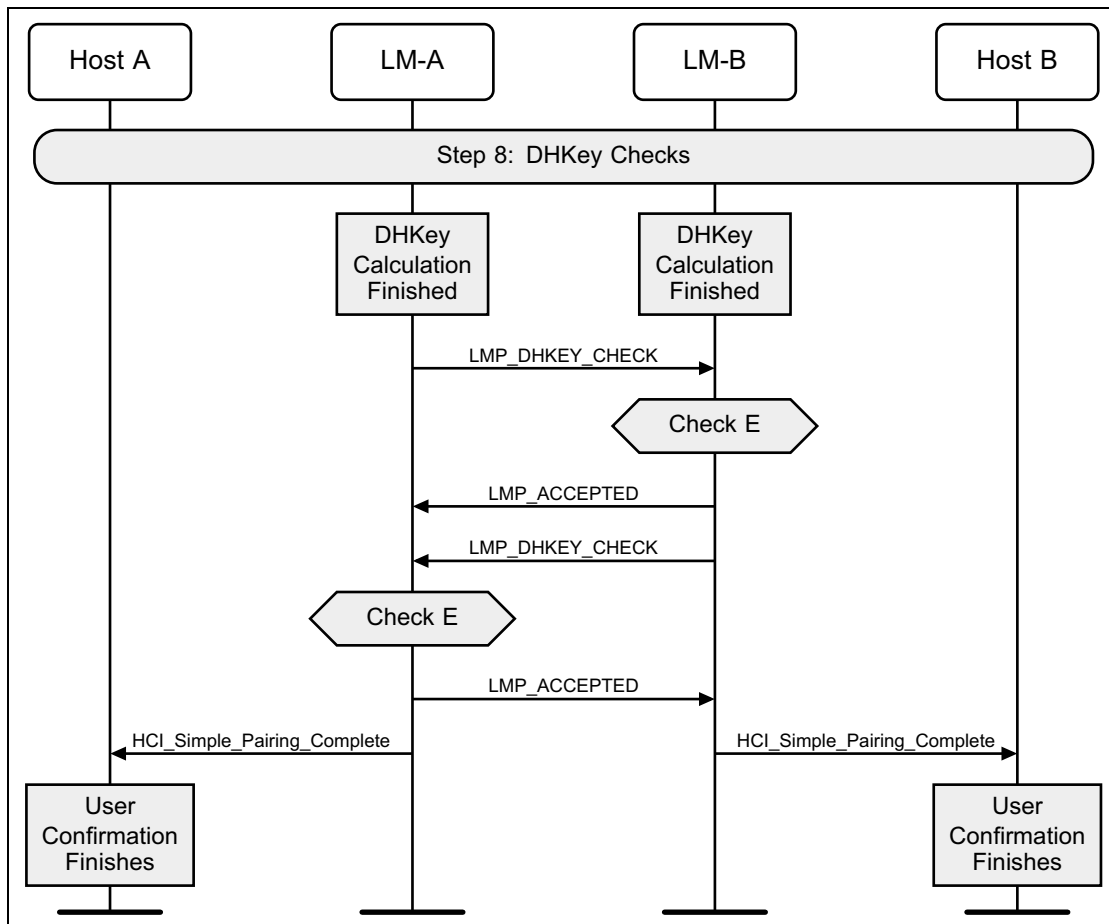 Host A
LM-A
LM-B
Host B
Step 8: DHKey Checks
DHKey
Calculation
Finished
DHKey
Calculation
Finished
LMP_DHKEY_CHECK
Check E
LMP_ACCEPTED
LMP_DHKEY_CHECK
Check E
LMP_ACCEPTED
HCI_Simple_Pairing_Complete
HCI_Simple_Pairing_Complete
User
Confirmation
Finishes
User
Confirmation
Finishes